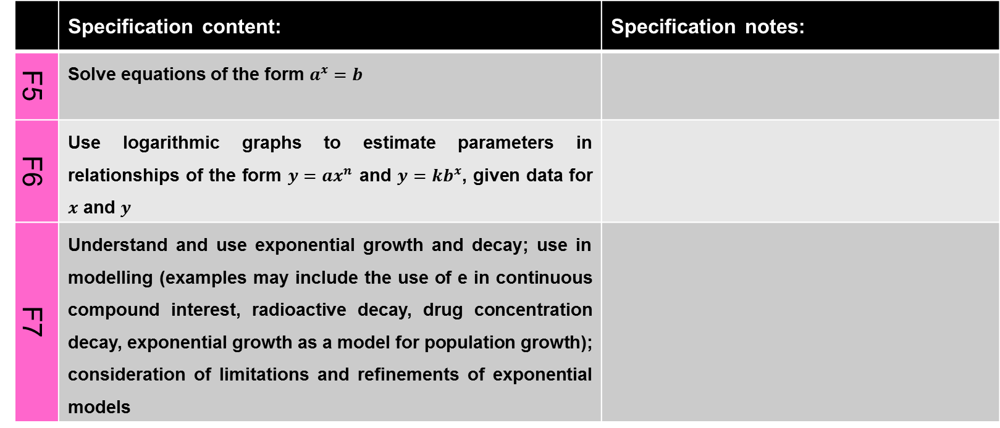 Specification content:
Specification notes:
F5
Solve equations of the form $a^x = b$
F6
Use logarithmic graphs to estimate parameters in
relationships of the form $y = ax^n$ and $y = kb^x$, given data for
$x$ and $y$
F7
Understand and use exponential growth and decay; use in
modelling (examples may include the use of e in continuous
compound interest, radioactive decay, drug concentration
decay, exponential growth as a model for population growth);
consideration of limitations and refinements of exponential
models